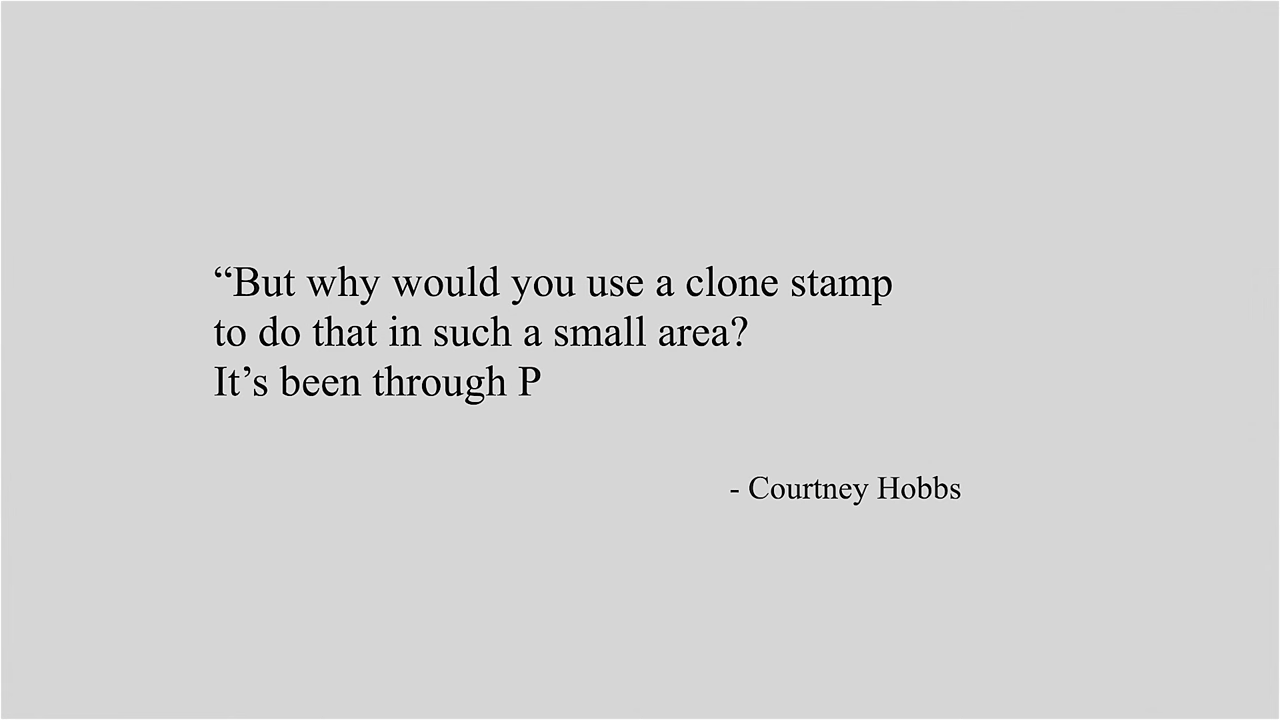 “But why would you use a clone stamp
to do that in such a small area?
It’s been through P
- Courtney Hobbs